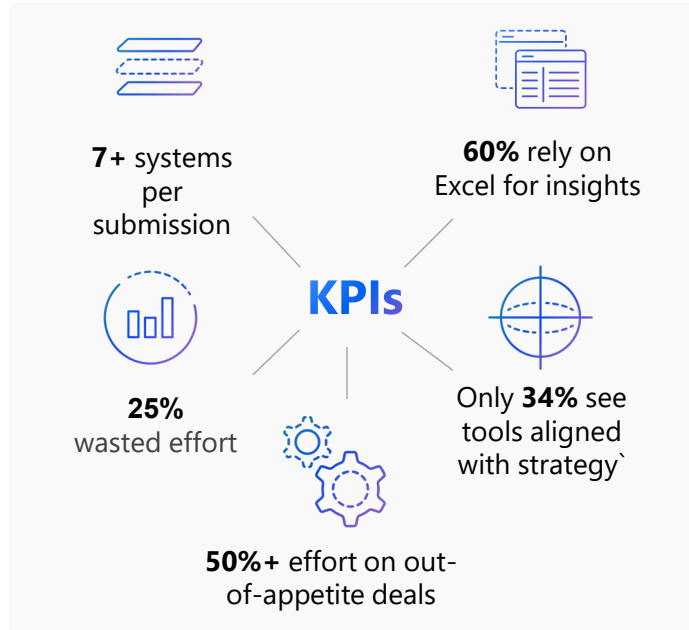 7+ systems
per
submission
60% rely on
Excel for insights
KPIs
25%
wasted effort
Only 34% see
tools aligned
with strategy`
50%+ effort on out-
of-appetite deals